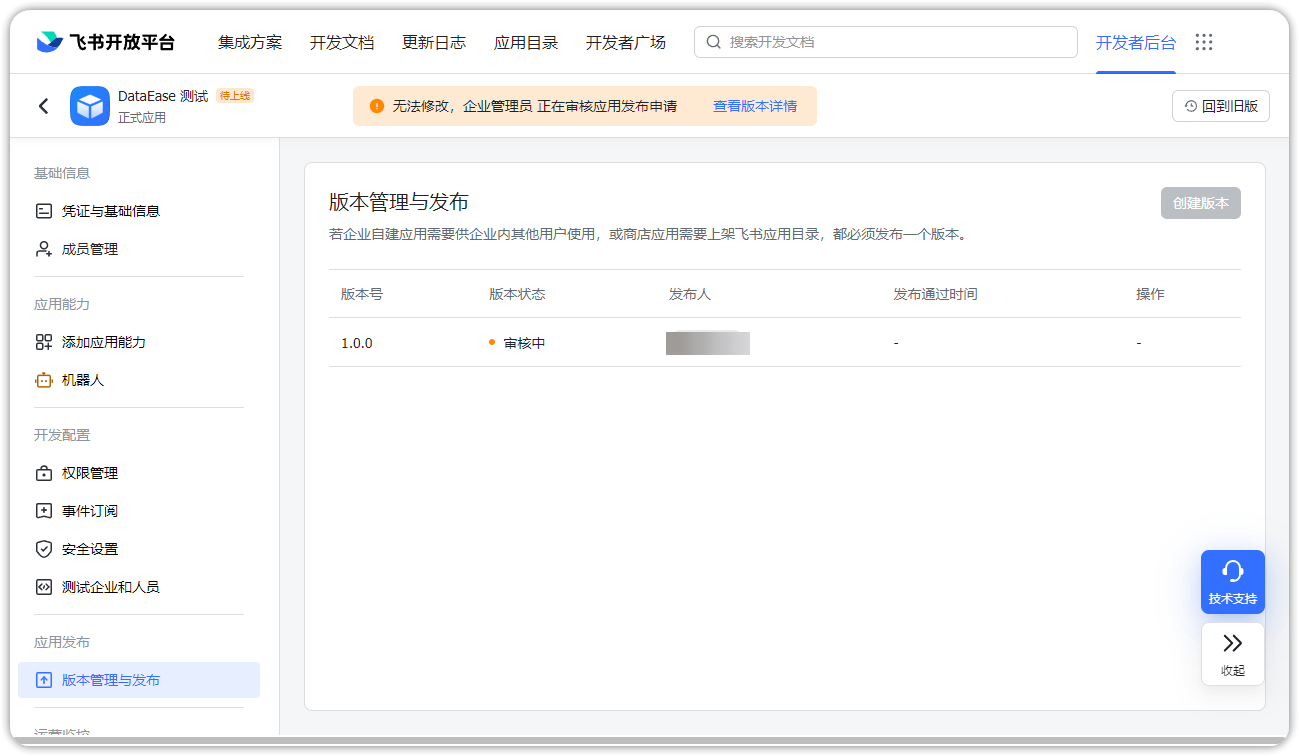 飞书开放平台 集成方案 开发文档 更新日志 应用目录 开发者广场 搜索开发文档 开发者后台
DataEase 测试 待上线
正式应用
无法修改，企业管理员 正在审核应用发布申请 查看版本详情
回到旧版
基础信息
凭证与基础信息
成员管理
应用能力
添加应用能力
机器人
开发配置
权限管理
事件订阅
安全设置
测试企业和人员
应用发布
版本管理与发布
运营监控
版本管理与发布
创建版本
若企业自建应用需要供企业内其他用户使用，或商店应用需要上架飞书应用目录，都必须发布一个版本。
版本号 版本状态 发布人 发布通过时间 操作
1.0.0 审核中 - -
技术支持
收起